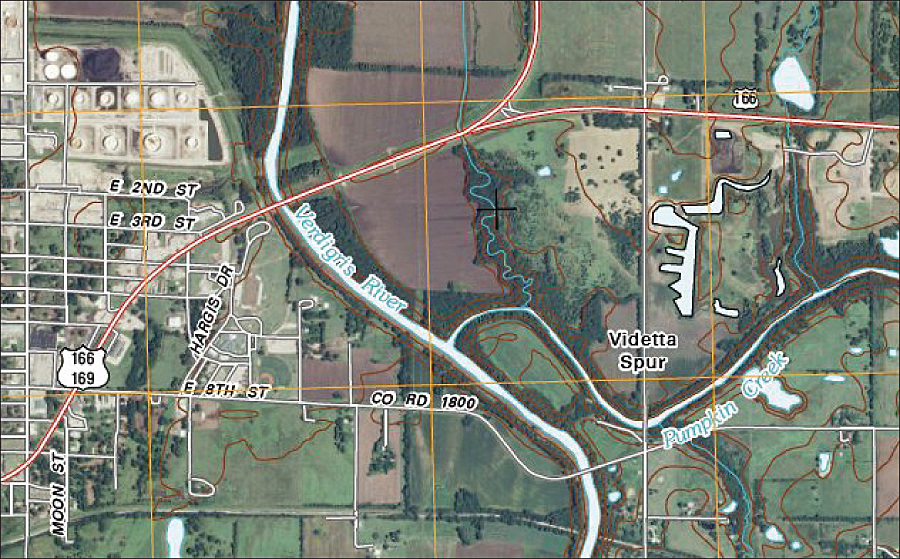 166
E 2ND ST
E 3RD ST
Verdigris River
HARGIS DR
Videtta
Spur
166
169
E 8TH ST
CO RD 1800
Pumpkin Creek
MOON ST